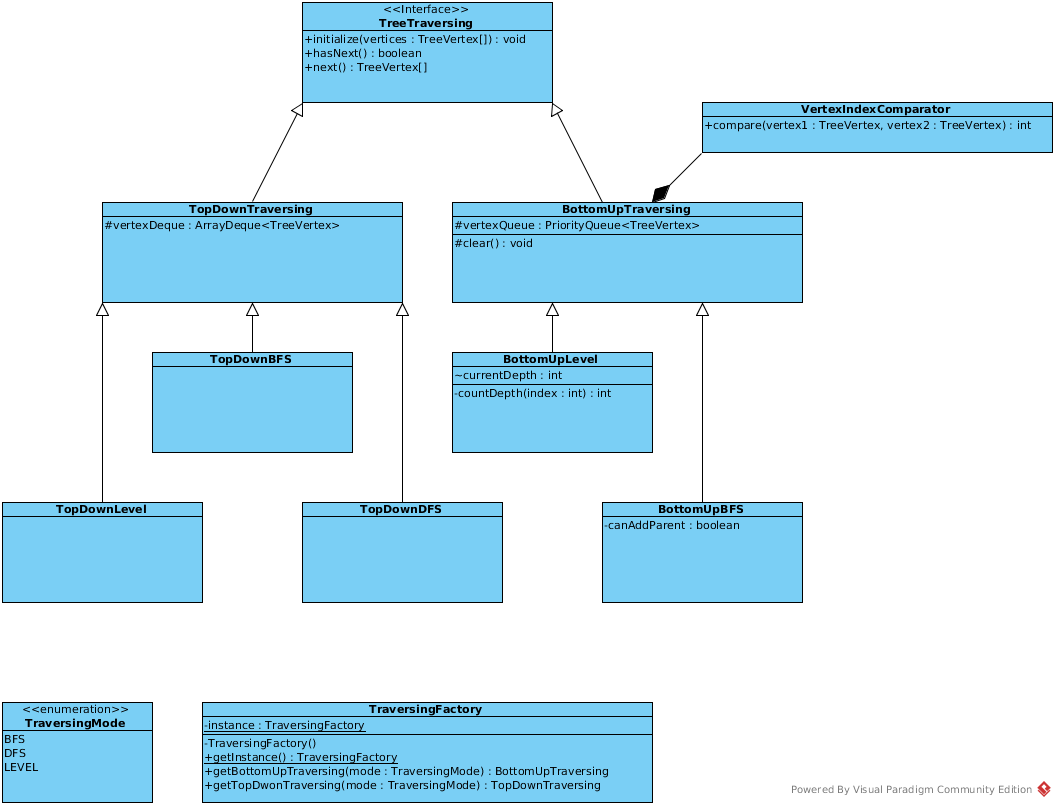 <<Interface>>
TreeTraversing
+initialize(vertices : TreeVertex[]) : void
+hasNext() : boolean
+next() : TreeVertex[]
VertexIndexComparator
+compare(vertex1 : TreeVertex, vertex2 : TreeVertex) : int
TopDownTraversing
#vertexDeque : ArrayDeque<TreeVertex>
BottomUpTraversing
#vertexQueue : PriorityQueue<TreeVertex>
#clear() : void
TopDownBFS
BottomUpLevel
~currentDepth : int
-countDepth(index : int) : int
TopDownLevel
TopDownDFS
BottomUpBFS
-canAddParent : boolean
<<enumeration>>
TraversingMode
BFS
DFS
LEVEL
TraversingFactory
-instance : TraversingFactory
-TraversingFactory()
+getInstance() : TraversingFactory
+getBottomUpTraversing(mode : TraversingMode) : BottomUpTraversing
+getTopDwonTraversing(mode : TraversingMode) : TopDownTraversing
Powered By Visual Paradigm Community Edition